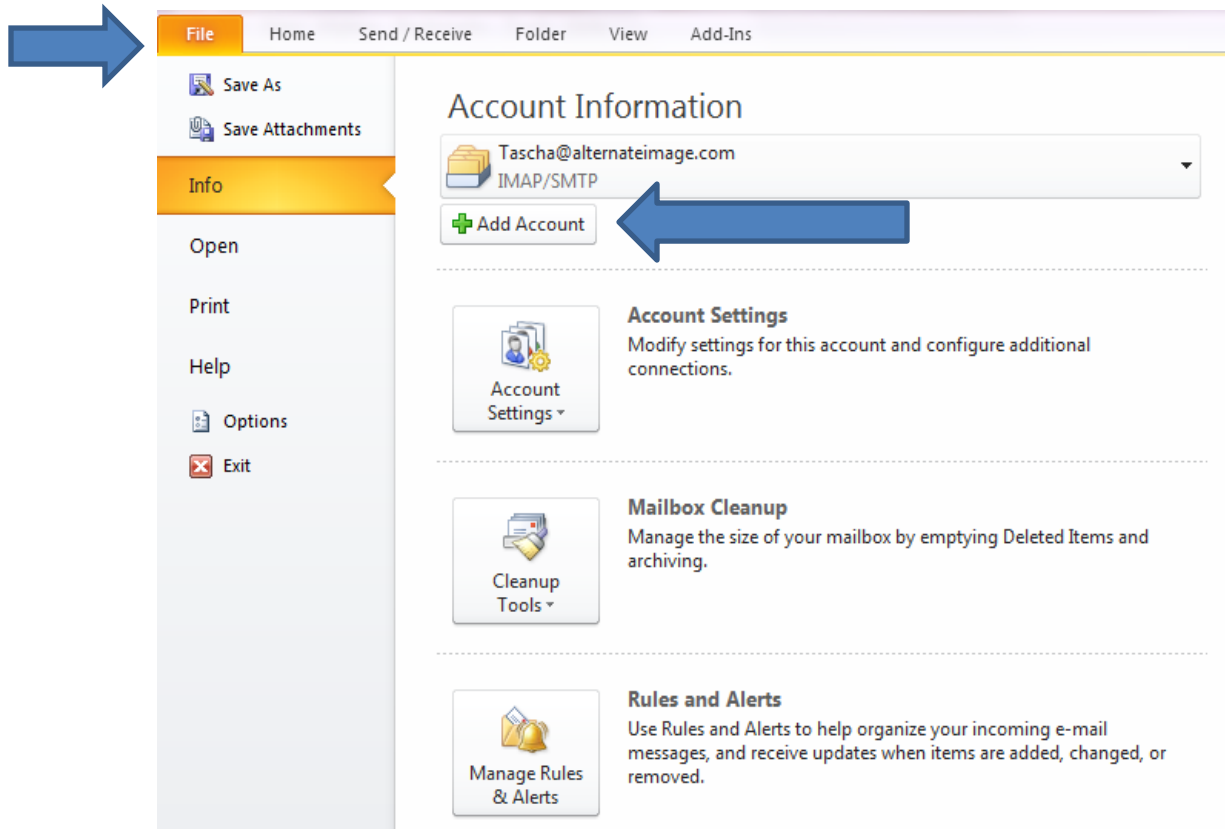 File Home Send / Receive Folder View Add-Ins
Save As
Save Attachments
Info
Open
Print
Help
Options
Exit
Account Information
Tascha@alternateimage.com
IMAP/SMTP
Add Account
Account
Settings
Account Settings
Modify settings for this account and configure additional
connections.
Cleanup
Tools
Mailbox Cleanup
Manage the size of your mailbox by emptying Deleted Items and
archiving.
Manage Rules
& Alerts
Rules and Alerts
Use Rules and Alerts to help organize your incoming e-mail
messages, and receive updates when items are added, changed, or
removed.